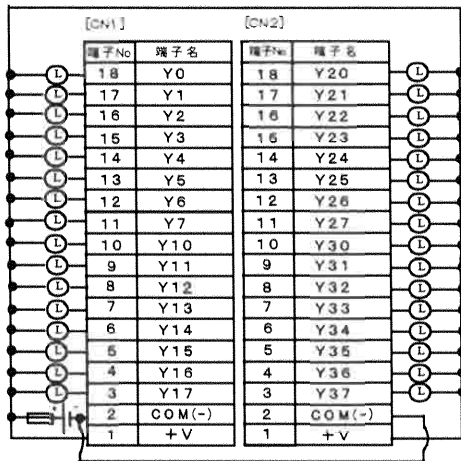 [CN1] [CN2]
端子No 端子名 端子No 端子名
L 18 Y0 18 Y20 L
L 17 Y1 17 Y21 L
L 16 Y2 16 Y22 L
L 15 Y3 15 Y23 L
L 14 Y4 14 Y24 L
L 13 Y5 13 Y25 L
L 12 Y6 12 Y26 L
L 11 Y7 11 Y27 L
L 10 Y10 10 Y30 L
L 9 Y11 9 Y31 L
L 8 Y12 8 Y32 L
L 7 Y13 7 Y33 L
L 6 Y14 6 Y34 L
L 5 Y15 5 Y35 L
L 4 Y16 4 Y36 L
L 3 Y17 3 Y37 L
2 COM(-) 2 COM(-)
1 +V 1 +V